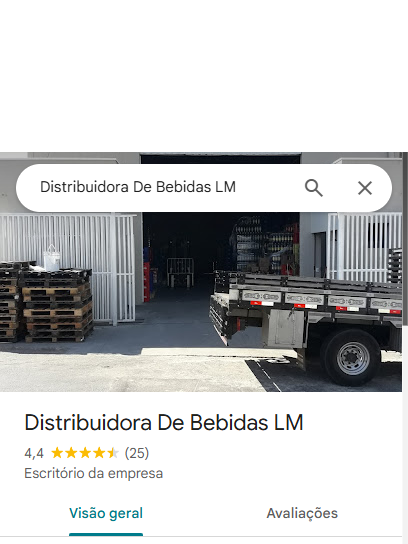 Distribuidora De Bebidas LM
Distribuidora De Bebidas LM
4,4 (25)
Escritório da empresa
Visão geral
Avaliações